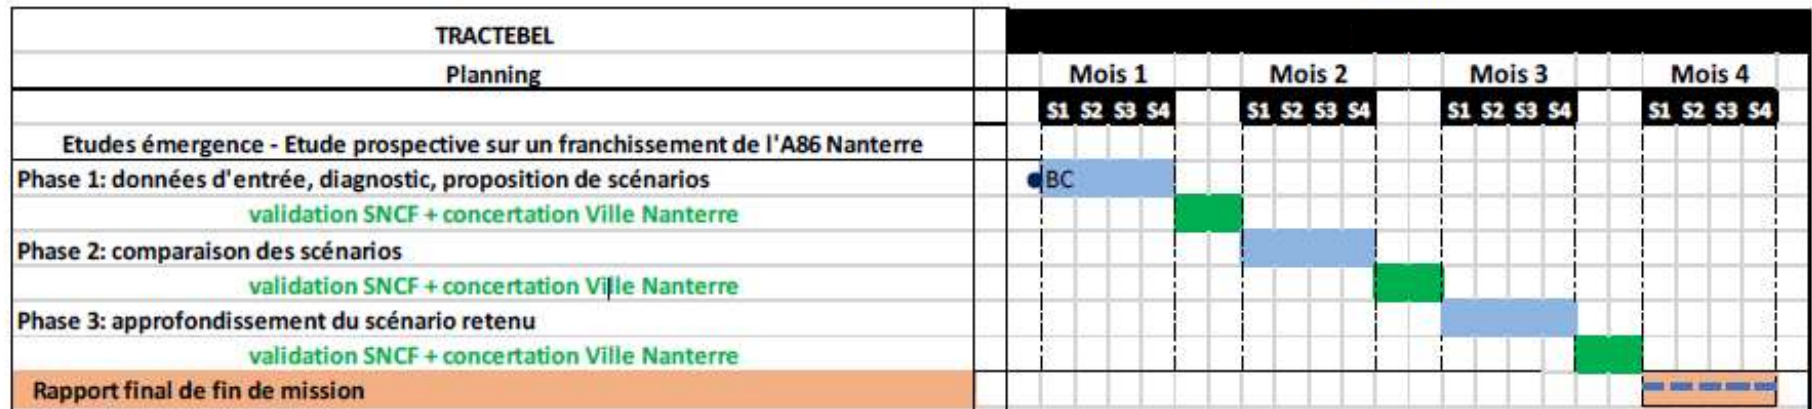 TRACTEBEL
Planning
Mois 1 Mois 2 Mois 3 Mois 4
S1 S2 S3 S4 S1 S2 S3 S4 S1 S2 S3 S4 S1 S2 S3 S4
Etudes émergence - Etude prospective sur un franchissement de l'A86 Nanterre
Phase 1: données d'entrée, diagnostic, proposition de scénarios BC
validation SNCF + concertation Ville Nanterre
Phase 2: comparaison des scénarios
validation SNCF + concertation Ville Nanterre
Phase 3: approfondissement du scénario retenu
validation SNCF + concertation Ville Nanterre
Rapport final de fin de mission